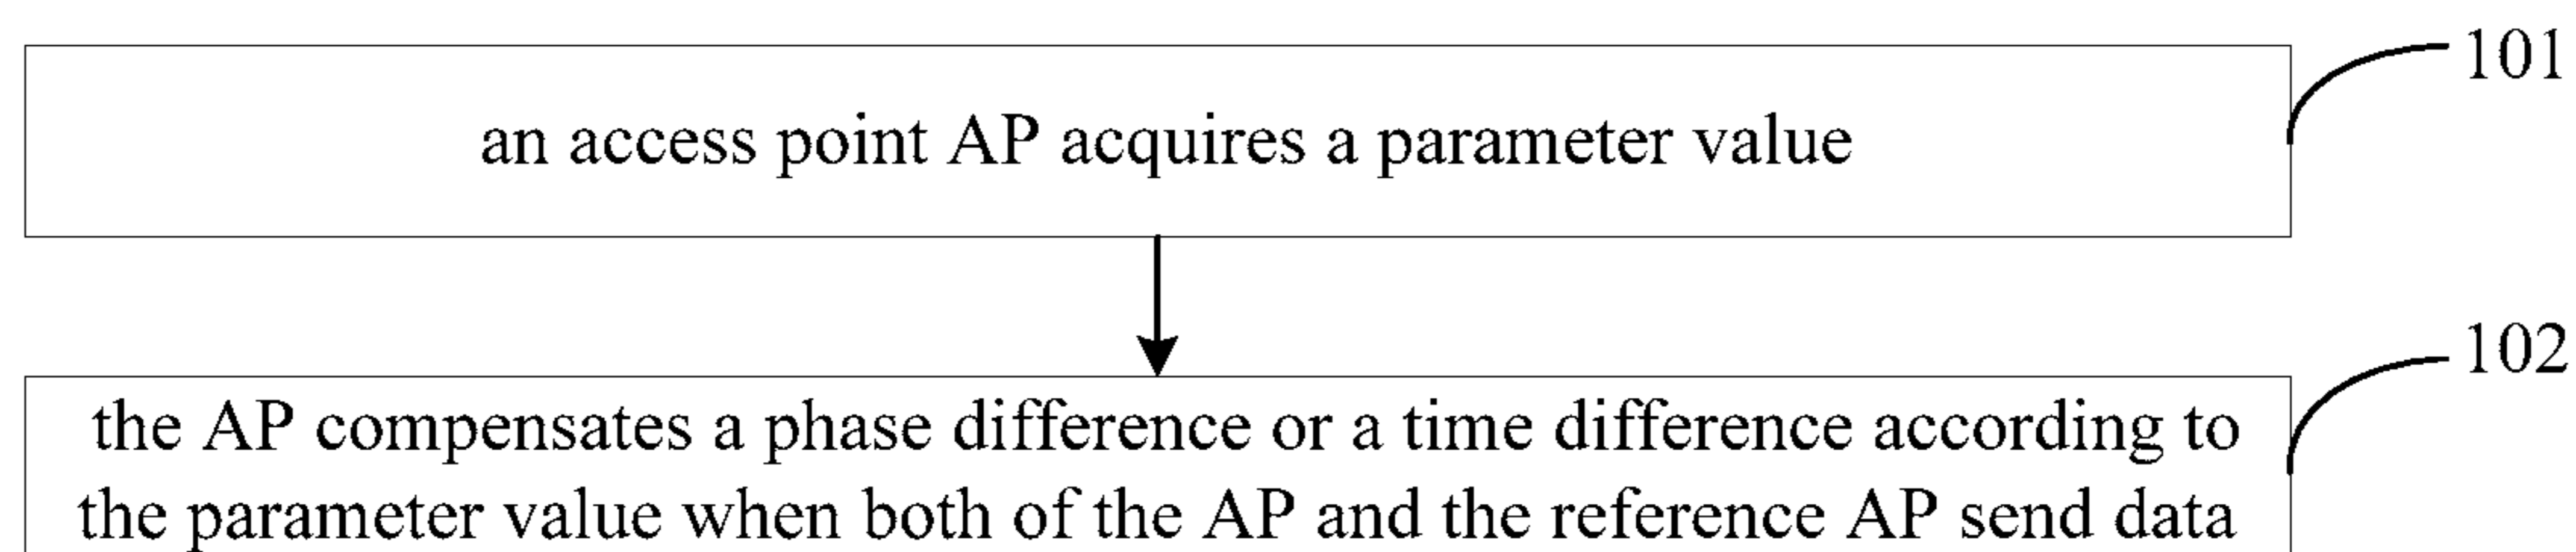 101
an access point AP acquires a parameter value
102
the AP compensates a phase difference or a time difference according to
the parameter value when both of the AP and the reference AP send data